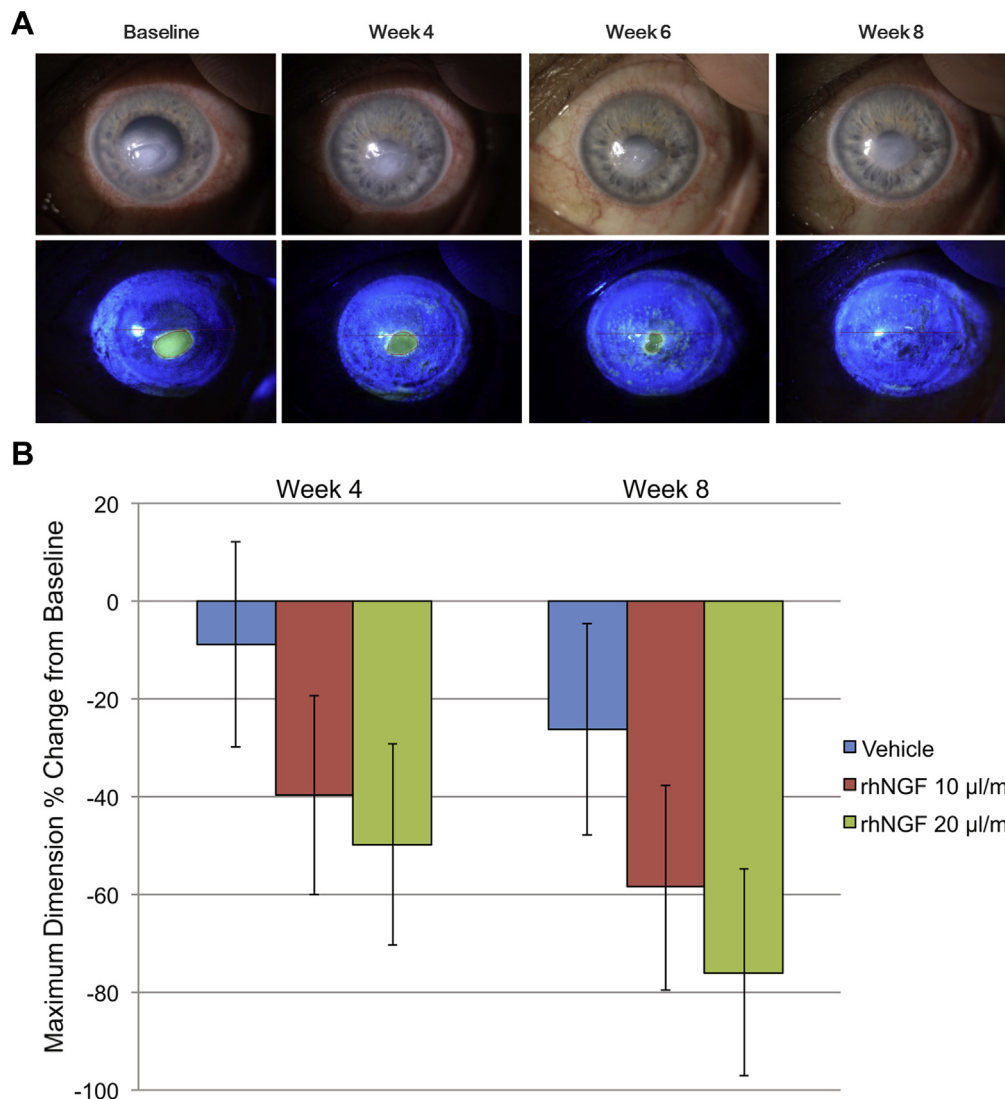 A
Baseline Week 4 Week 6 Week 8
B
Week 4 Week 8
20
0
-20
-40
-60
-80
-100
Maximum Dimension % Change from Baseline
Vehicle
rhNGF 10 µl/m
rhNGF 20 µl/m